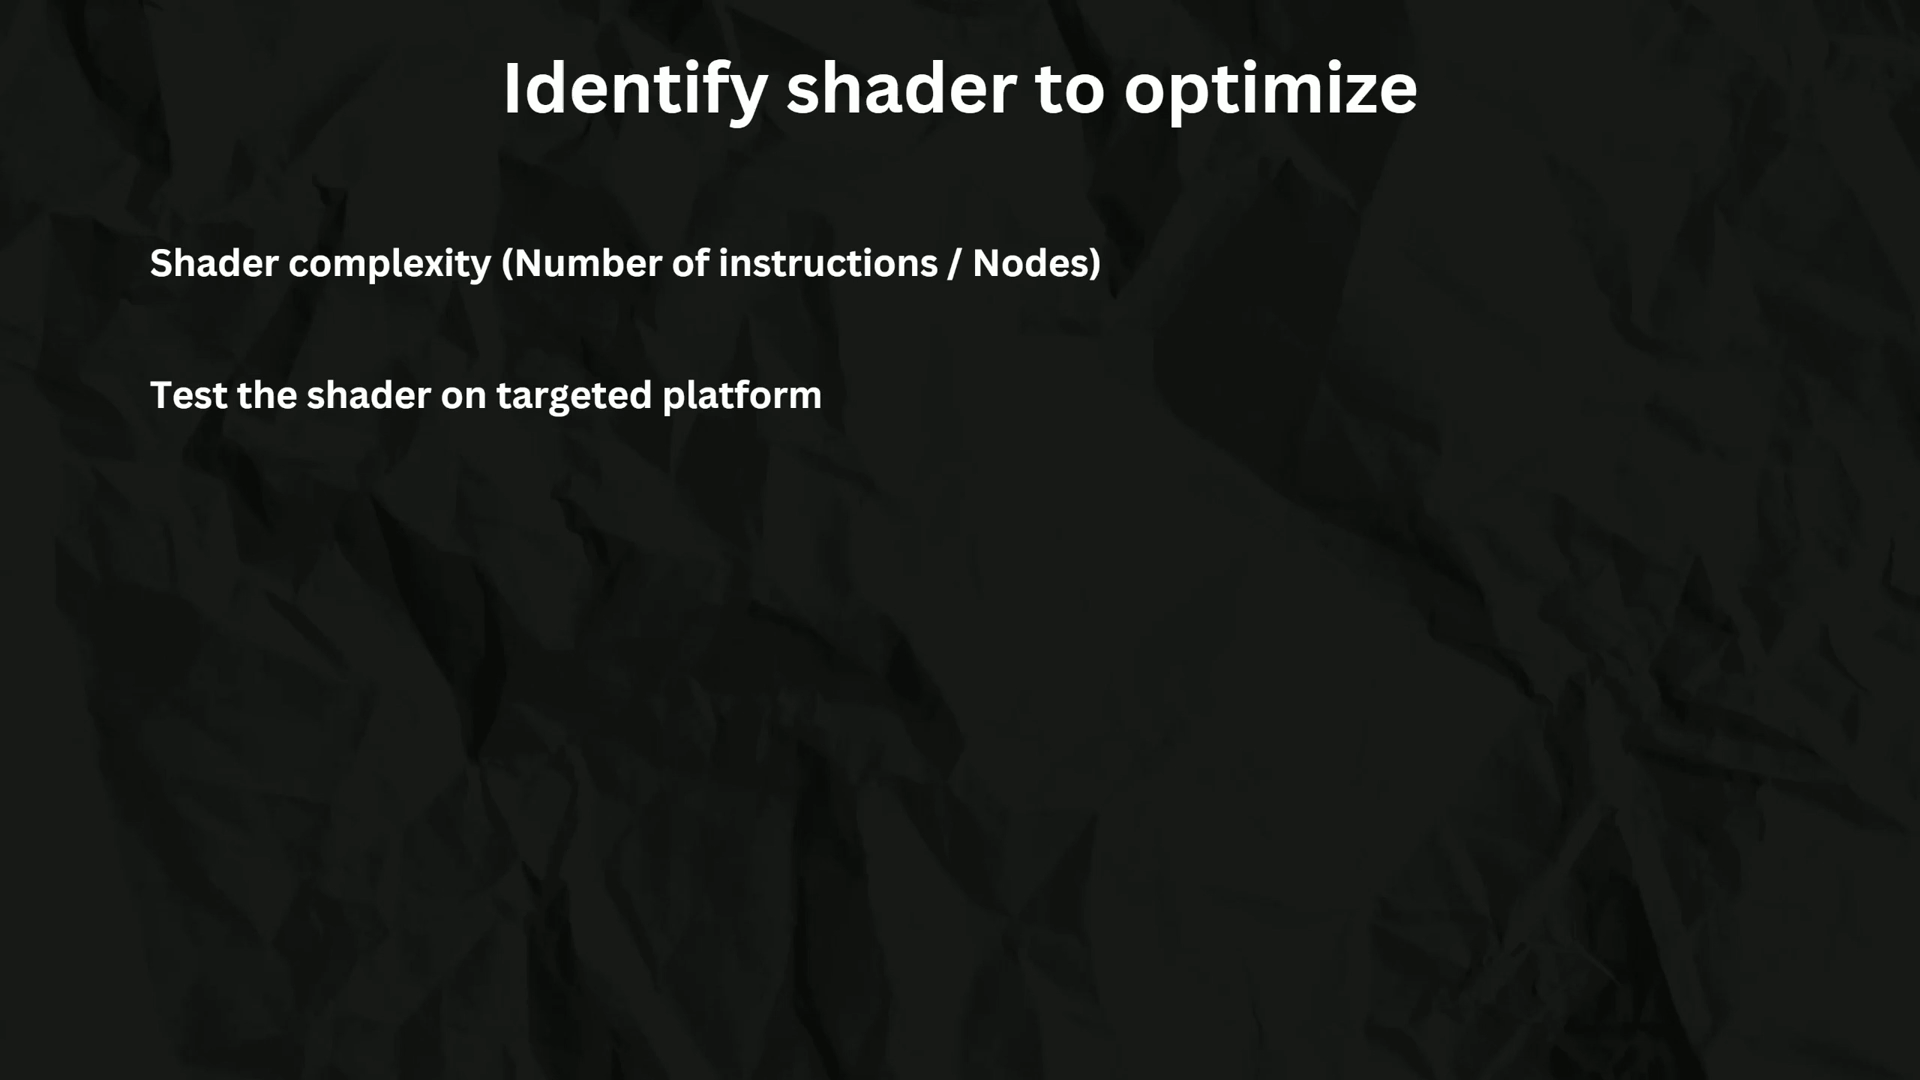 Identify shader to optimize
Shader complexity (Number of instructions / Nodes)
Test the shader on targeted platform